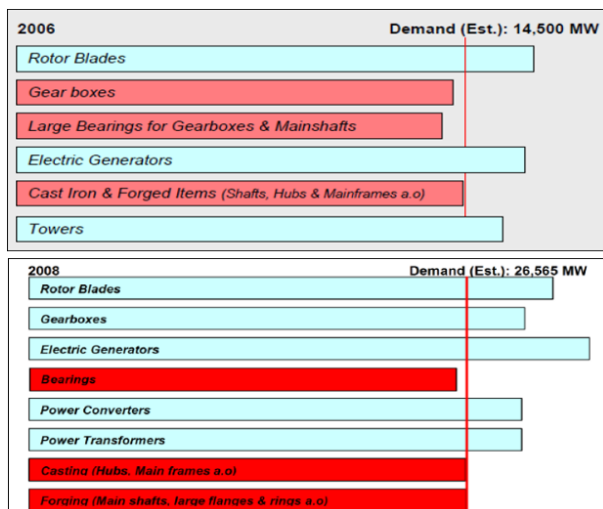 2006 Demand (Est.): 14,500 MW
Rotor Blades
Gear boxes
Large Bearings for Gearboxes & Mainshafts
Electric Generators
Cast Iron & Forged Items (Shafts, Hubs & Mainframes a.o)
Towers
2008 Demand (Est.): 26,565 MW
Rotor Blades
Gearboxes
Electric Generators
Bearings
Power Converters
Power Transformers
Casting (Hubs, Main frames a.o)
Forging (Main shafts, large flanges & rings a.o)